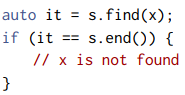 auto it = s.find(x);
if (it == s.end()) {
    // x is not found
}